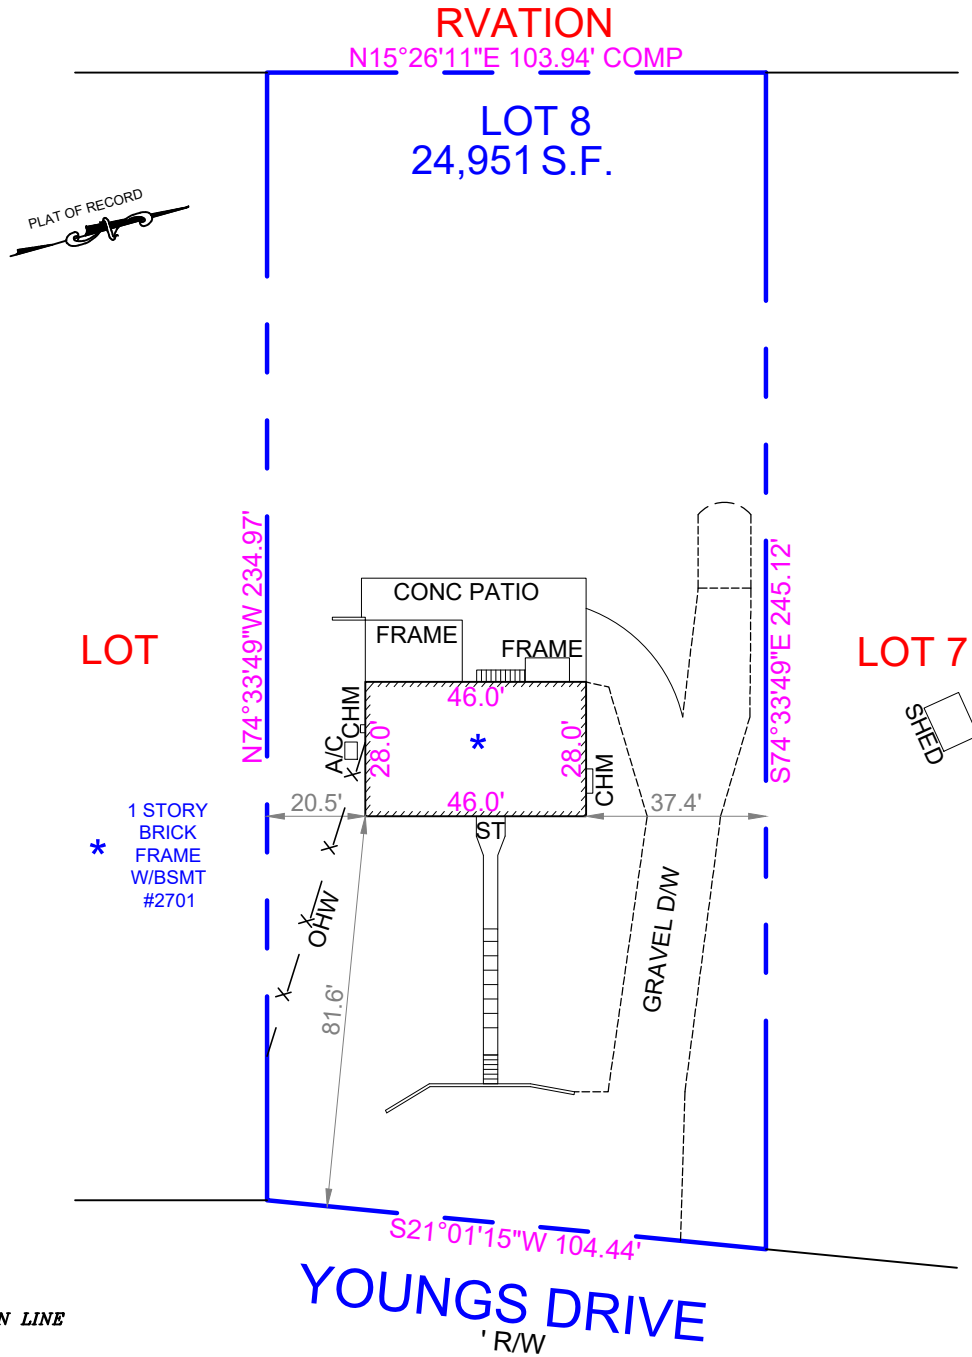 RVATION
N15°26'11"E 103.94' COMP
LOT 8
24,951 S.F.
PLAT OF RECORD
N74°33'49"W 234.97'
S74°33'49"E 245.12'
CONC PATIO
FRAME
FRAME
LOT
LOT 7
SHED
46.0'
CHM
A/C
28.0'
*
28.0'
CHM
46.0'
20.5'
37.4'
ST
1 STORY
BRICK
* FRAME
W/BSMT
#2701
X
X
X
X
OHW
GRAVEL D/W
81.6'
S21°01'15"W 104.44'
YOUNGS DRIVE
' R/W
N LINE